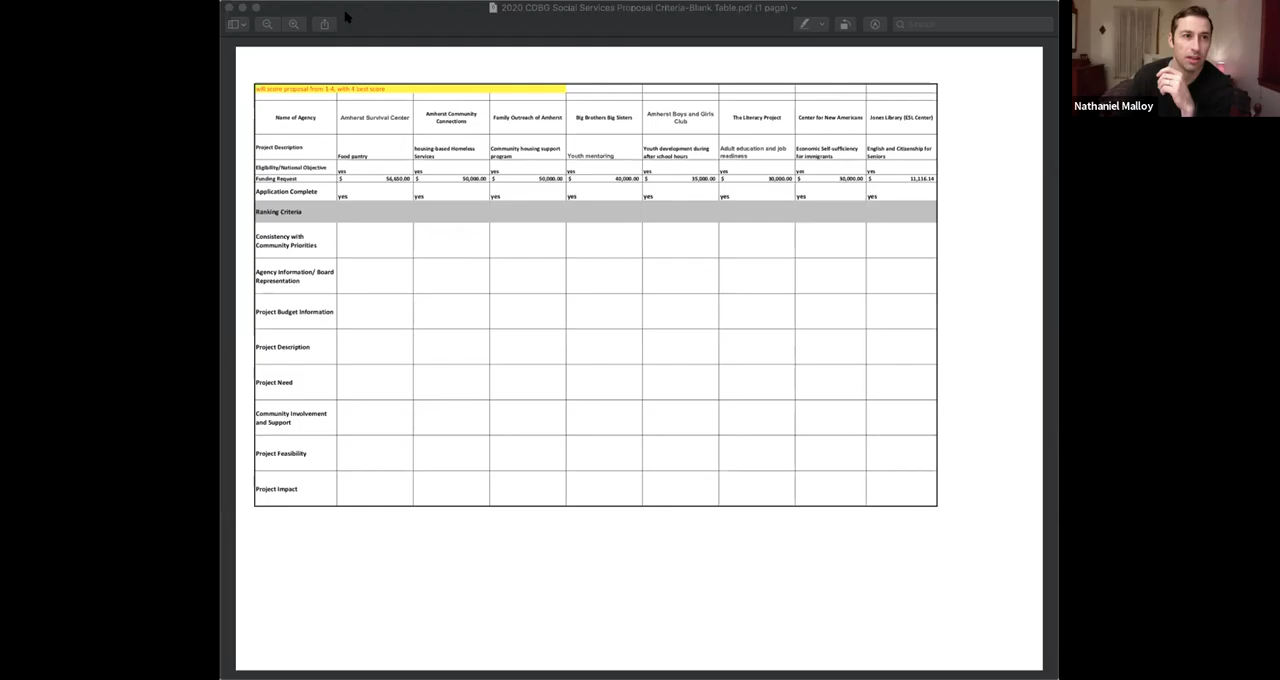 2020 CDBG Social Services Proposal Criteria-Blank Table.pdf (1 page)
Search
Nathaniel Malloy
will score proposal from 1-4, with 4 best score
Name of Agency Amherst Survival Center Amherst Community Connections Family Outreach of Amherst Big Brothers Big Sisters Amherst Boys and Girls Club The Literacy Project Center for New Americans Jones Library (ESL Center)
Project Description Food pantry housing-based Homeless Services Community housing support program Youth mentoring Youth development during after school hours Adult education and job readiness Economic Self-sufficiency for immigrants English and Citizenship for Seniors
Eligibility/National Objective yes yes yes yes yes yes yes yes
Funding Request $ 56,650.00 $ 50,000.00 $ 50,000.00 $ 40,000.00 $ 35,000.00 $ 30,000.00 $ 30,000.00 $ 11,116.14
Application Complete yes yes yes yes yes yes yes yes
Ranking Criteria
Consistency with
Community Priorities
Agency Information/ Board
Representation
Project Budget Information
Project Description
Project Need
Community Involvement
and Support
Project Feasibility
Project Impact